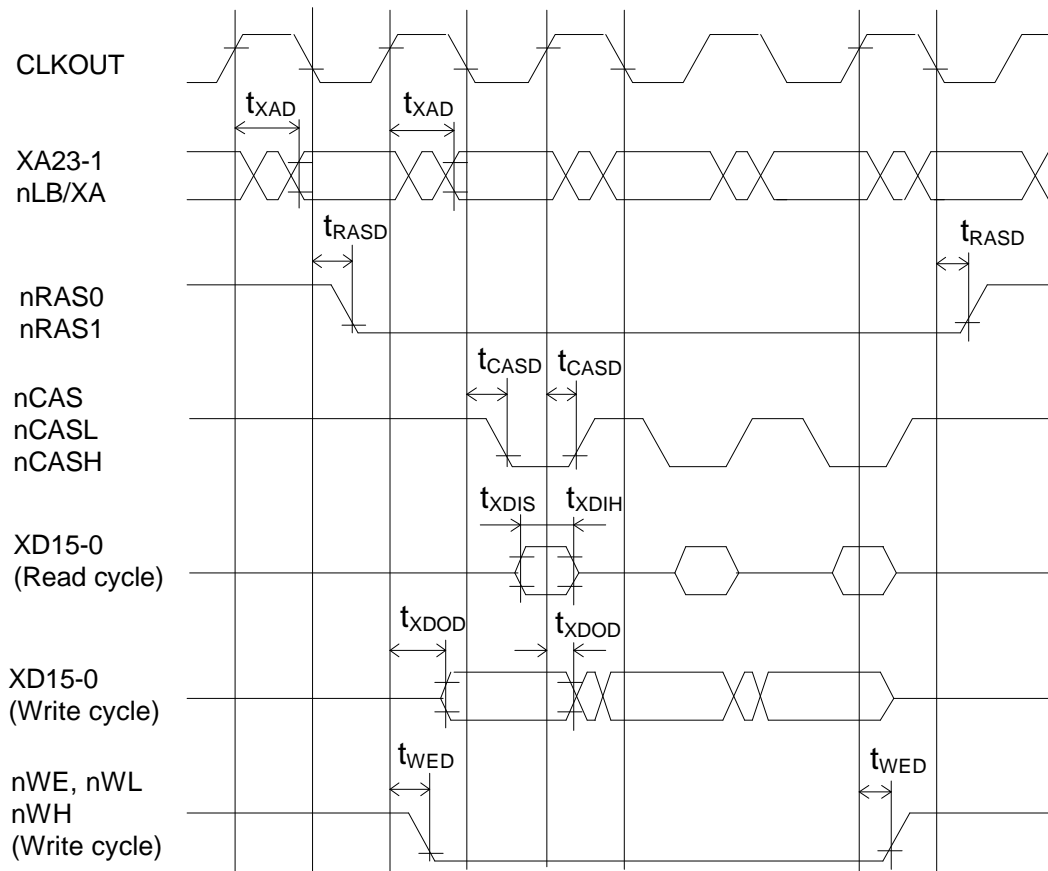 CLKOUT
tXAD tXAD
XA23-1
nLB/XA
tRASD tRASD
nRAS0
nRAS1
tCASD tCASD
nCAS
nCASL
nCASH
tXDIS tXDIH
XD15-0
(Read cycle)
tXDOD tXDOD
XD15-0
(Write cycle)
tWED tWED
nWE, nWL
nWH
(Write cycle)